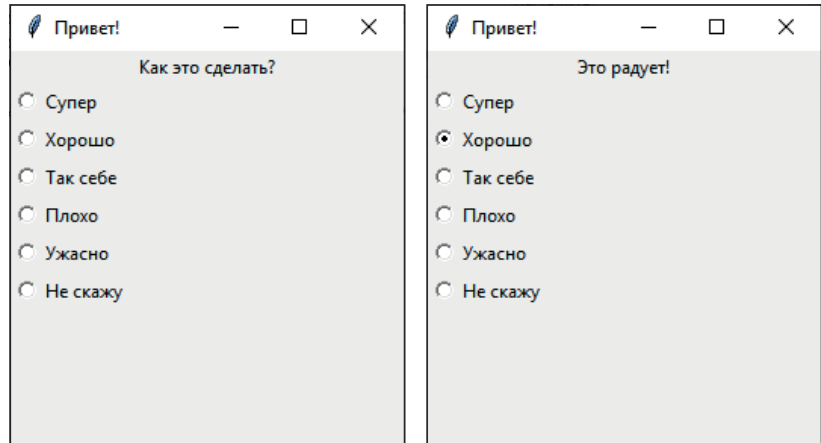 Привет!
Как это сделать?
Супер
Хорошо
Так себе
Плохо
Ужасно
Не скажу
Привет!
Это радует!
Супер
Хорошо
Так себе
Плохо
Ужасно
Не скажу